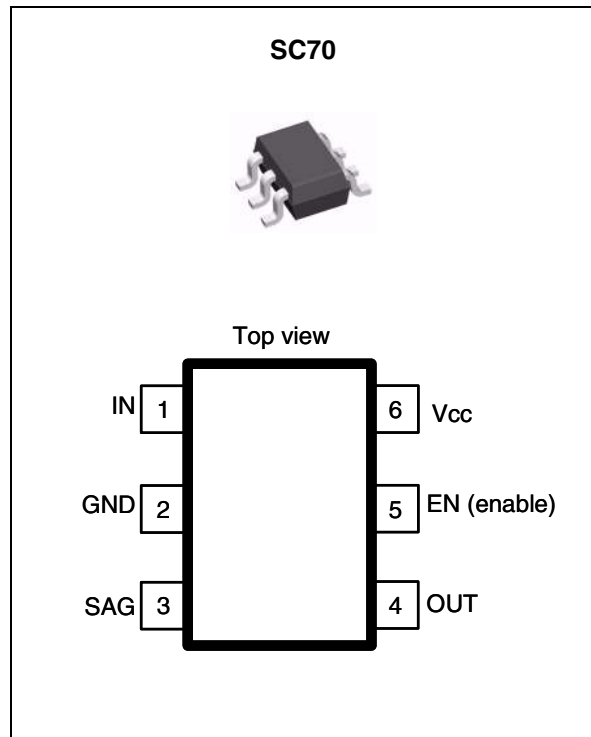 SC70
Top view
IN 1
6 Vcc
GND 2
5 EN (enable)
SAG 3
4 OUT